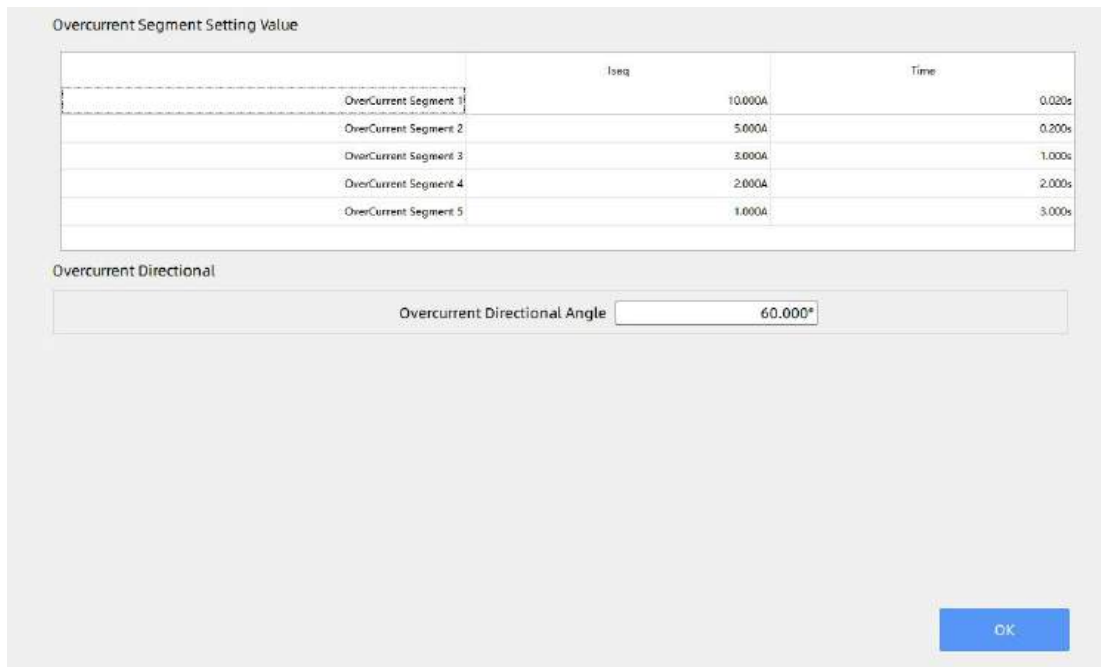 Overcurrent Segment Setting Value
Iseq Time
OverCurrent Segment 1 10.000A 0.020s
OverCurrent Segment 2 5.000A 0.200s
OverCurrent Segment 3 3.000A 1.000s
OverCurrent Segment 4 2.000A 2.000s
OverCurrent Segment 5 1.000A 3.000s
Overcurrent Directional
Overcurrent Directional Angle 60.000°
OK